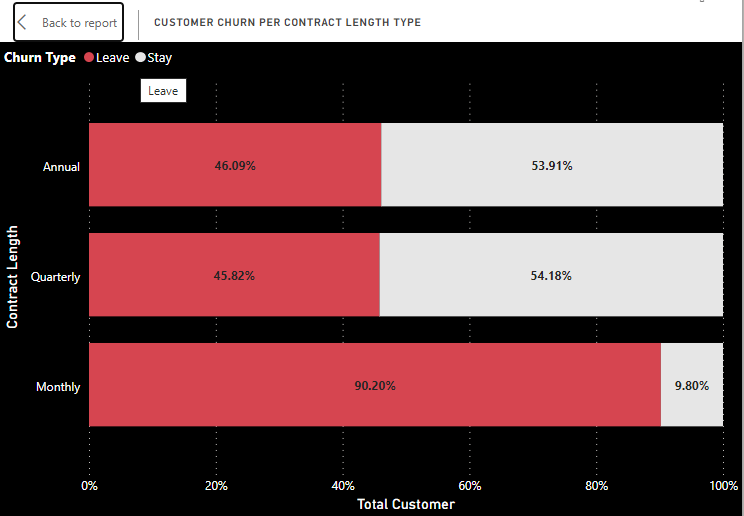 Back to report
CUSTOMER CHURN PER CONTRACT LENGTH TYPE
Churn Type Leave Stay
Leave
Contract Length
Annual 46.09% 53.91%
Quarterly 45.82% 54.18%
Monthly 90.20% 9.80%
0% 20% 40% 60% 80% 100%
Total Customer